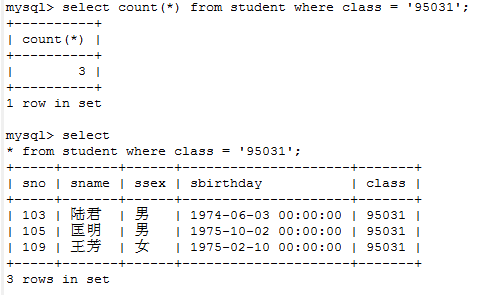 mysql> select count(*) from student where class = '95031';
+----------+
| count(*) |
+----------+
|        3 |
+----------+
1 row in set

mysql> select
* from student where class = '95031';
+-----+-------+------+---------------------+-------+
| sno | sname | ssex | sbirthday           | class |
+-----+-------+------+---------------------+-------+
| 103 | 陆君  | 男   | 1974-06-03 00:00:00 | 95031 |
| 105 | 匡明  | 男   | 1975-10-02 00:00:00 | 95031 |
| 109 | 王芳  | 女   | 1975-02-10 00:00:00 | 95031 |
+-----+-------+------+---------------------+-------+
3 rows in set